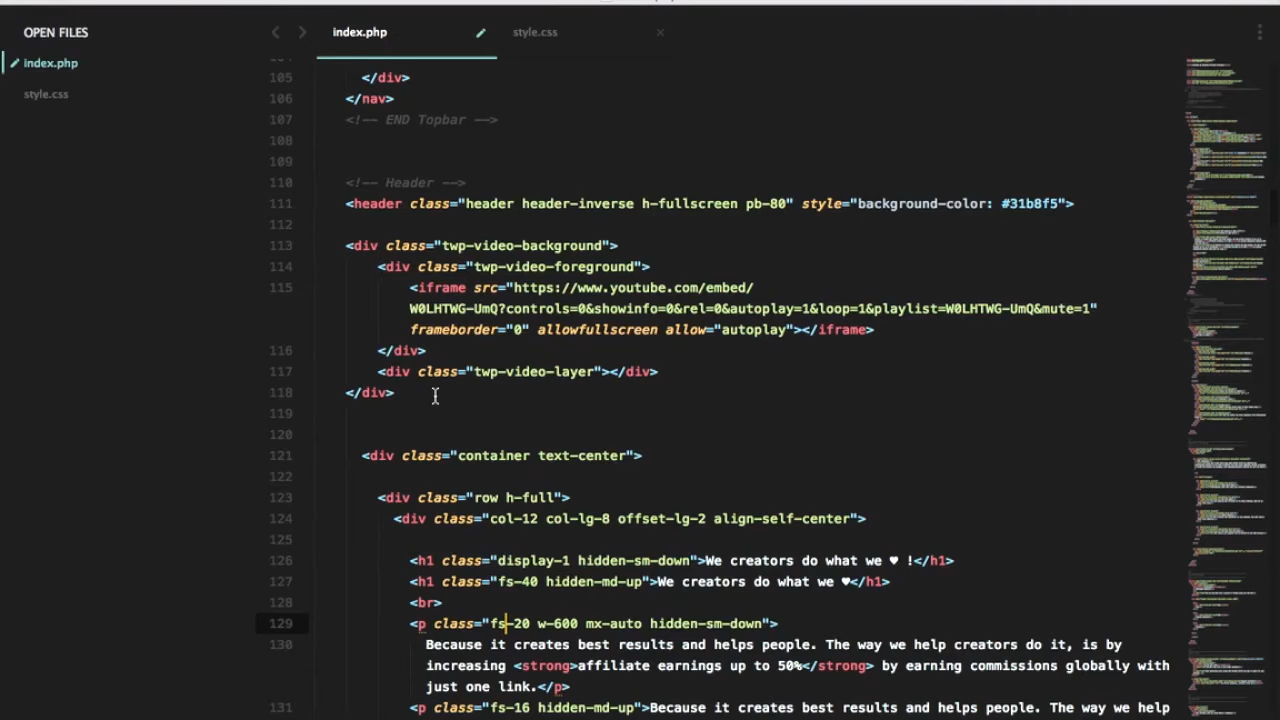 OPEN FILES
index.php
style.css
index.php
style.css
105 </div>
106 </nav>
107 <!-- END Topbar -->
108
109
110 <!-- Header -->
111 <header class="header header-inverse h-fullscreen pb-80" style="background-color: #31b8f5">
112
113 <div class="twp-video-background">
114 <div class="twp-video-foreground">
115 <iframe src="https://www.youtube.com/embed/
W0LHTWG-UmQ?controls=0&showinfo=0&rel=0&autoplay=1&loop=1&playlist=W0LHTWG-UmQ&mute=1"
frameborder="0" allowfullscreen allow="autoplay"></iframe>
116 </div>
117 <div class="twp-video-layer"></div>
118 </div>
119
120
121 <div class="container text-center">
122
123 <div class="row h-full">
124 <div class="col-12 col-lg-8 offset-lg-2 align-self-center">
125
126 <h1 class="display-1 hidden-sm-down">We creators do what we ♥ !</h1>
127 <h1 class="fs-40 hidden-md-up">We creators do what we ♥</h1>
128 <br>
129 <p class="fs-20 w-600 mx-auto hidden-sm-down">
130 Because it creates best results and helps people. The way we help creators do it, is by
increasing <strong>affiliate earnings up to 50%</strong> by earning commissions globally with
just one link.</p>
131 <p class="fs-16 hidden-md-up">Because it creates best results and helps people. The way we help